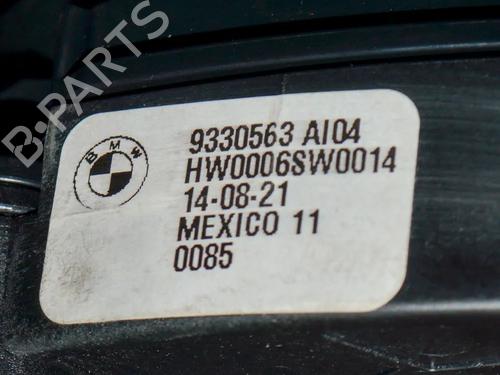 B-PARTS
BMW
9330563 AI04
HW0006SW0014
14-08-21
MEXICO 11
0085